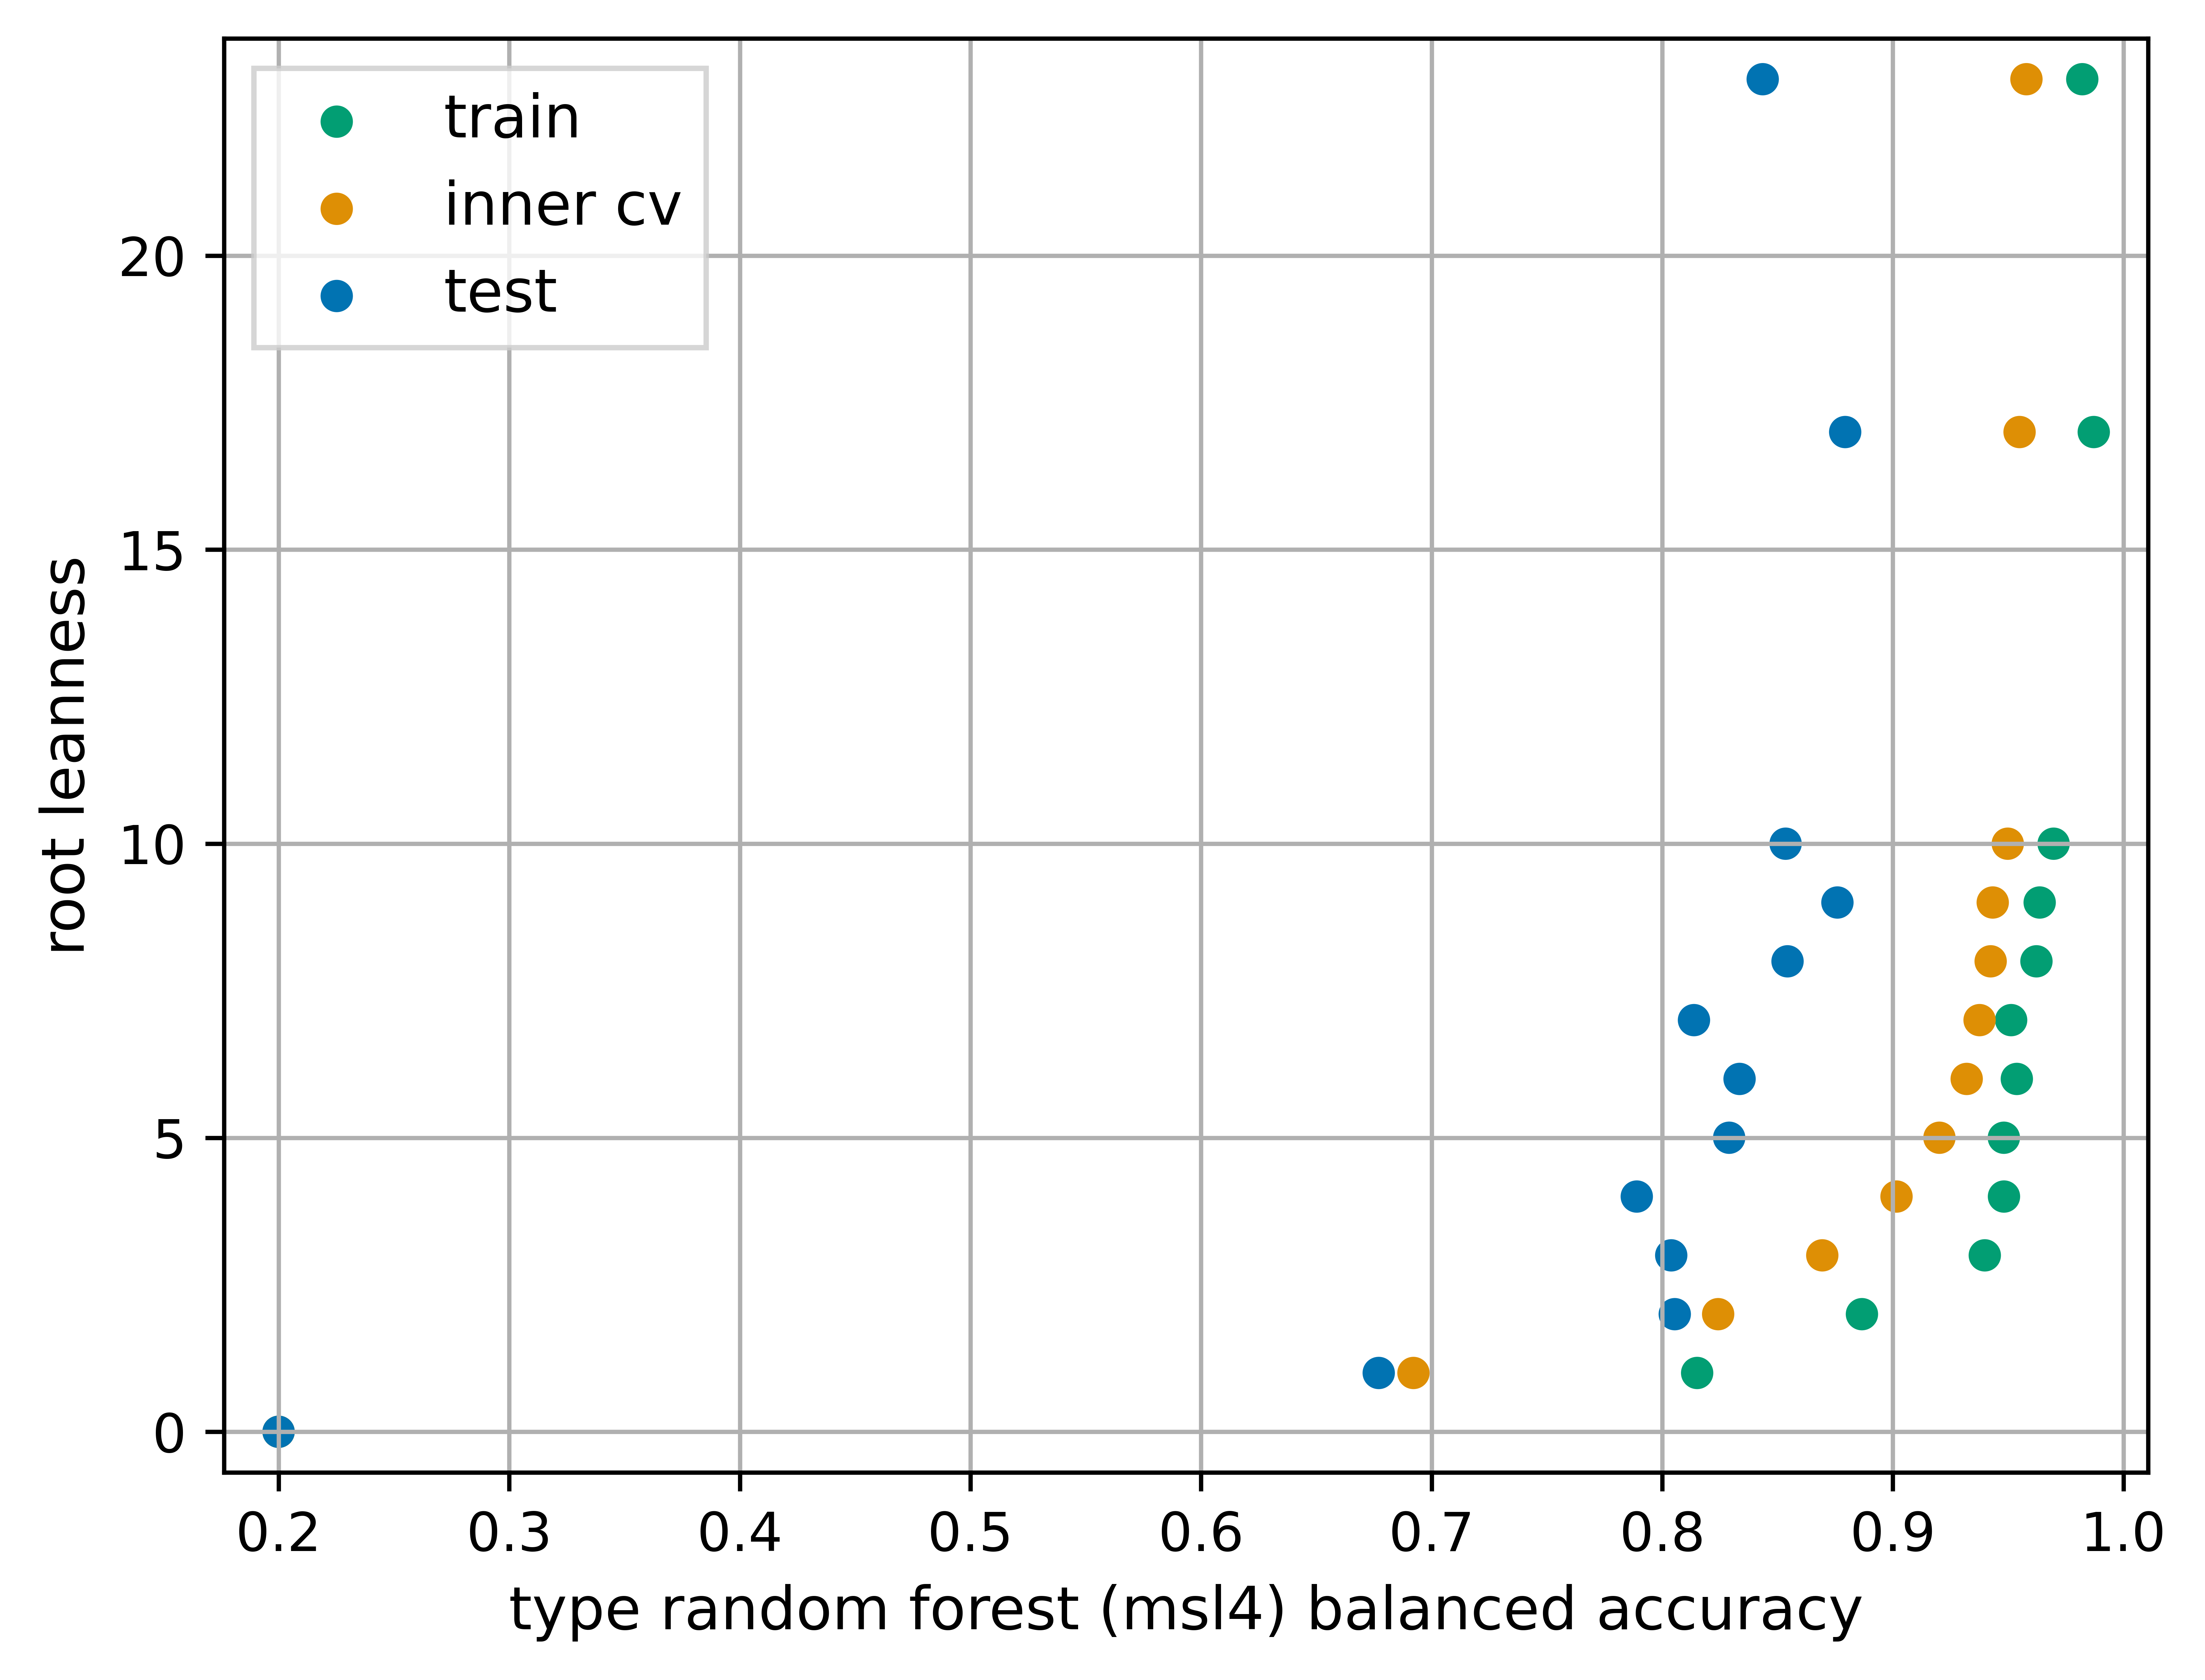 train
inner cv
test
20
15
10
5
0
root leanness
0.2 0.3 0.4 0.5 0.6 0.7 0.8 0.9 1.0
type random forest (msl4) balanced accuracy